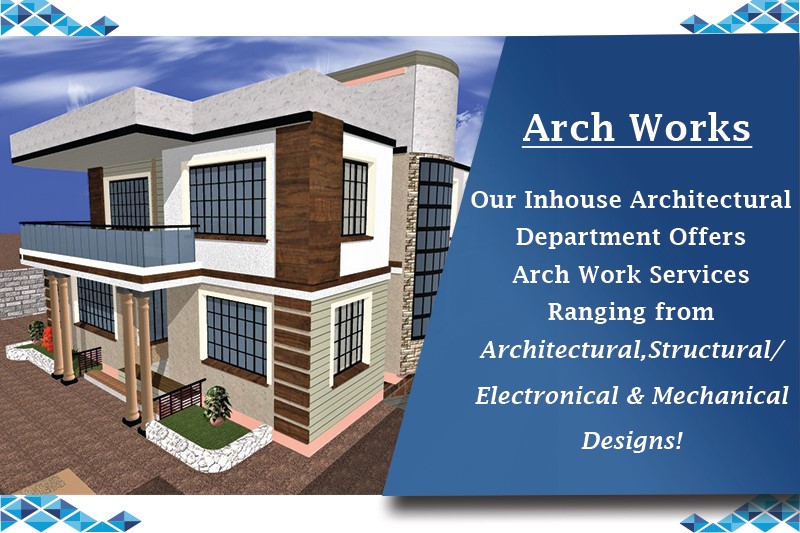 Arch Works
Our Inhouse Architectural
Department Offers
Arch Work Services
Ranging from
Architectural,Structural/
Electronical & Mechanical
Designs!